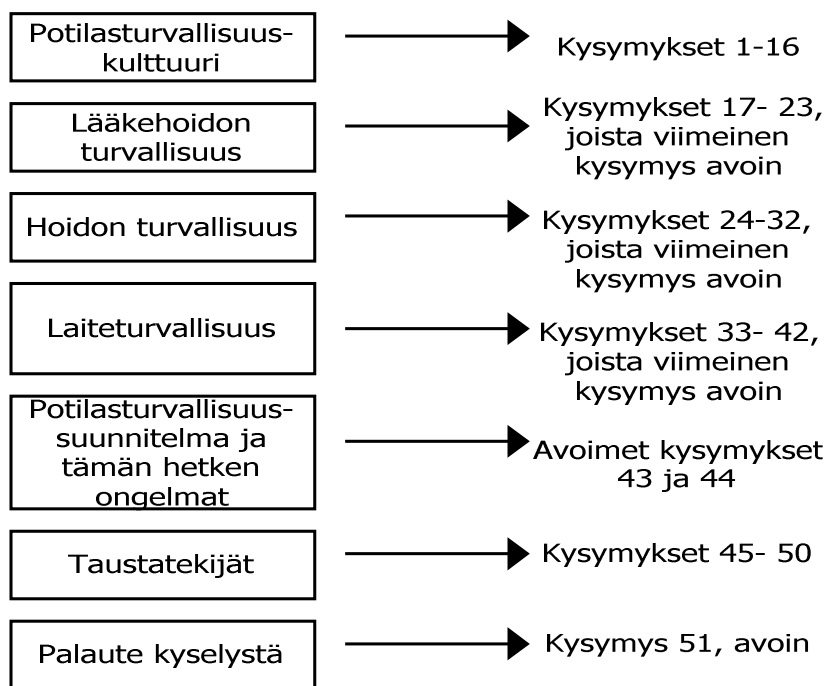 Potilasturvallisuus-
kulttuuri
Kysymykset 1-16
Lääkehoidon
turvallisuus
Kysymykset 17- 23,
joista viimeinen
kysymys avoin
Hoidon turvallisuus
Kysymykset 24-32,
joista viimeinen
kysymys avoin
Laiteturvallisuus
Kysymykset 33- 42,
joista viimeinen
kysymys avoin
Potilasturvallisuus-
suunnitelma ja
tämän hetken
ongelmat
Avoimet kysymykset
43 ja 44
Taustatekijät
Kysymykset 45- 50
Palaute kyselystä
Kysymys 51, avoin